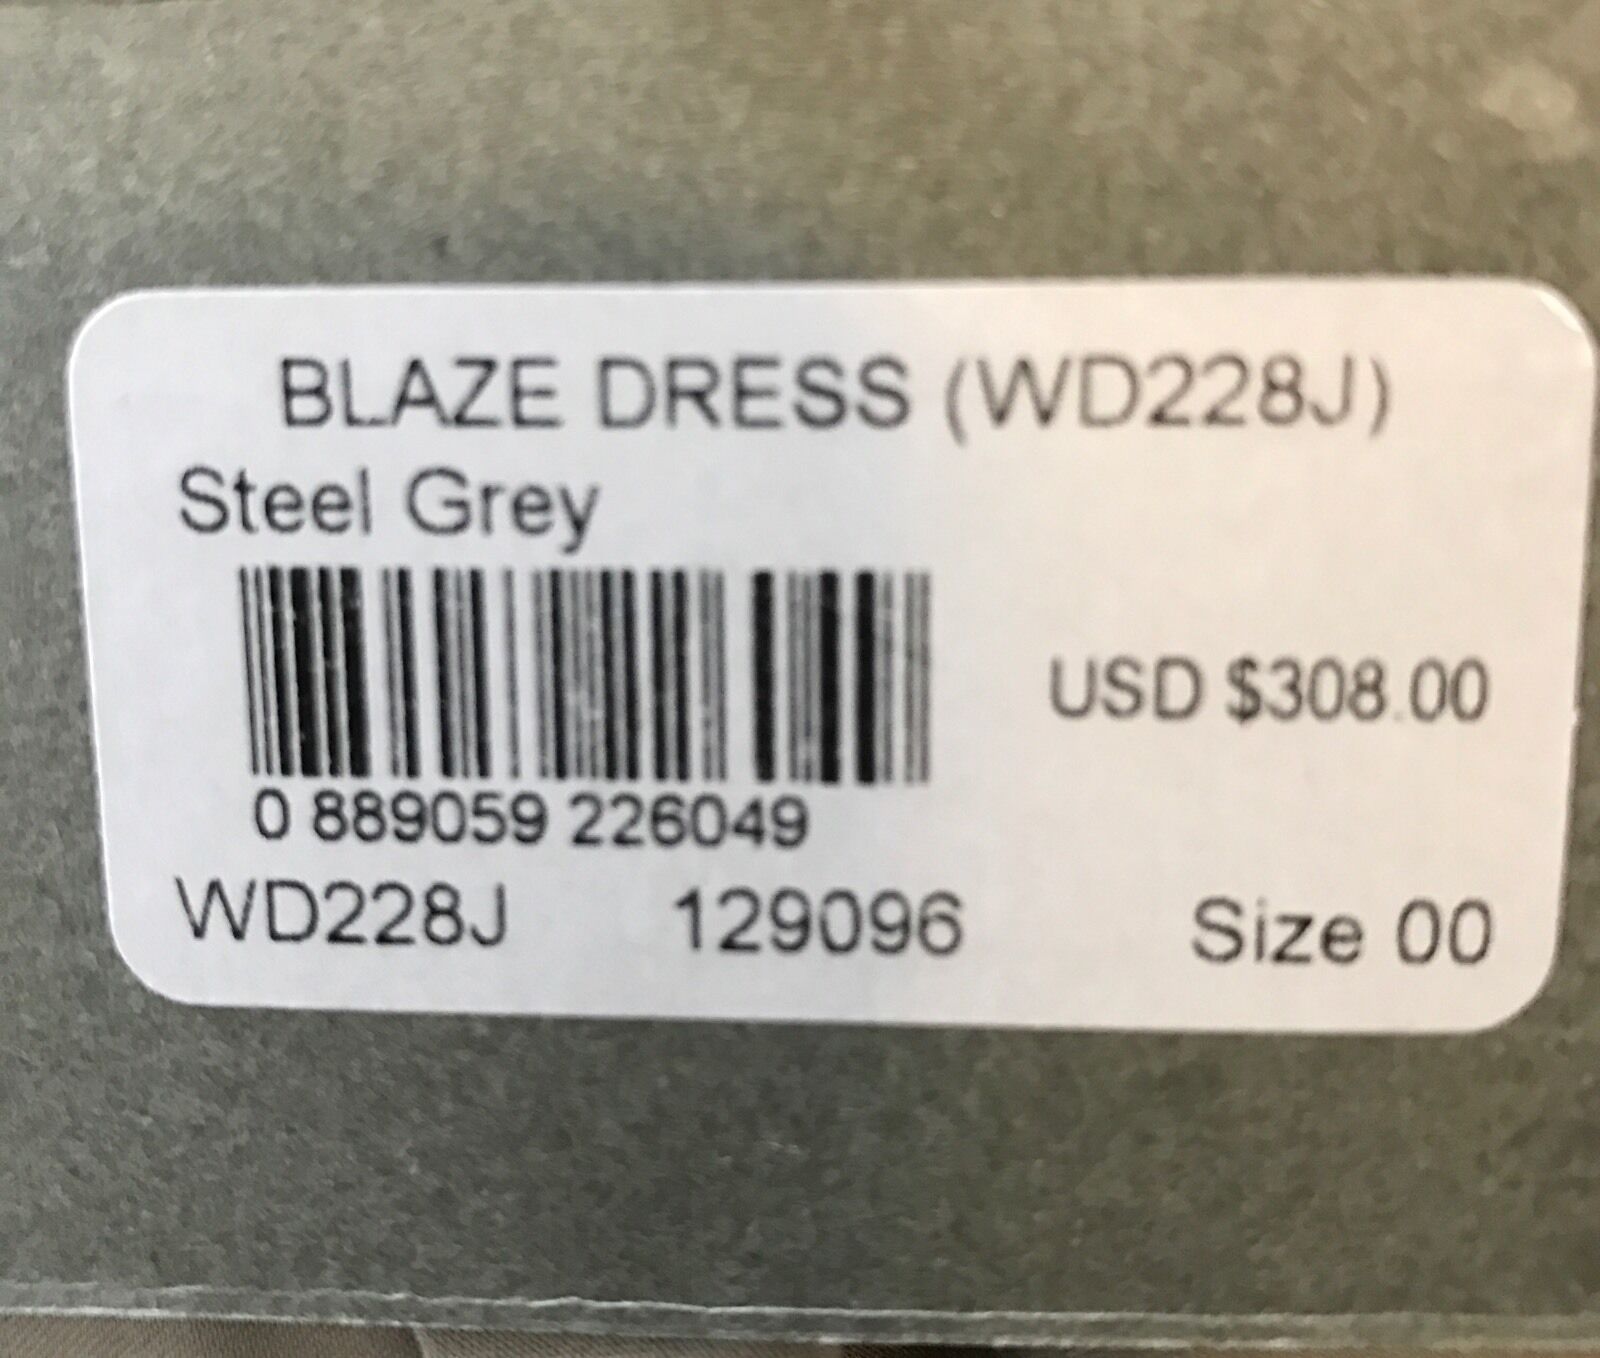 BLAZE DRESS (WD228J)
Steel Grey
USD $308.00
0 889059 226049
WD228J 129096 Size 00